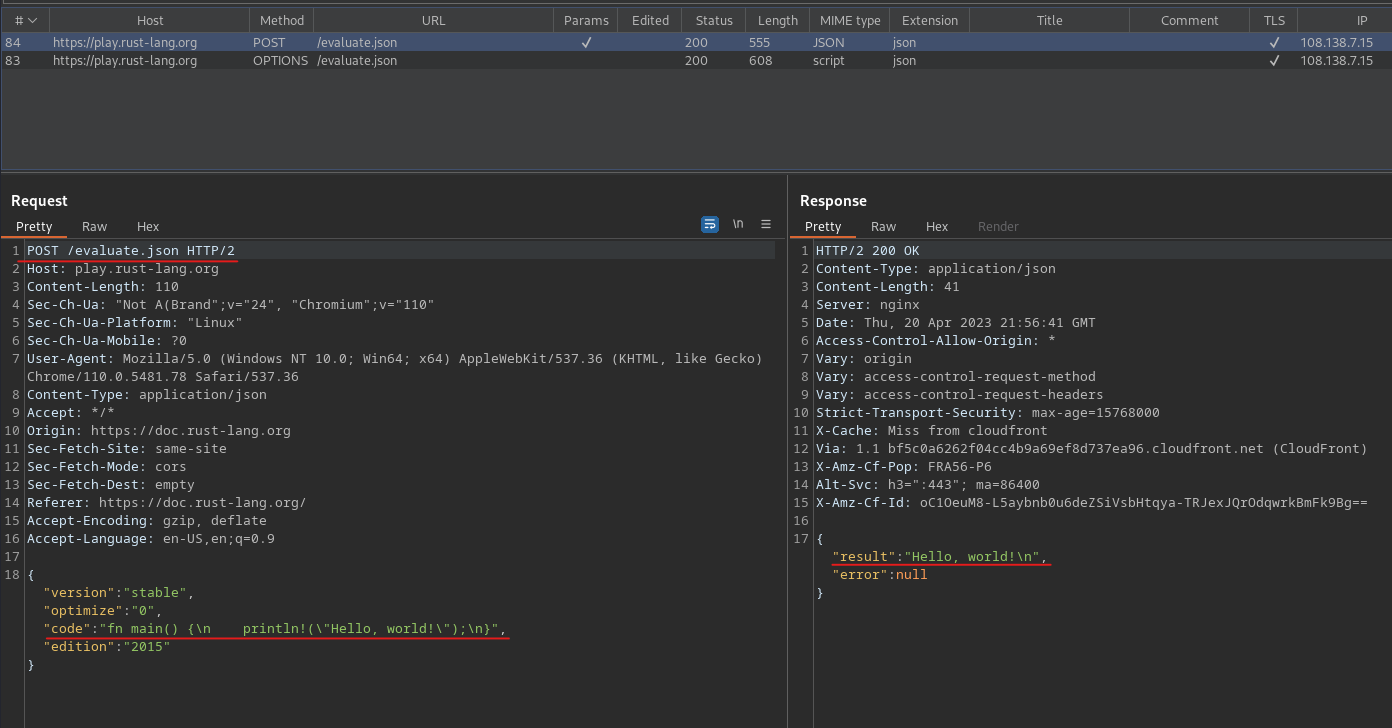 # Host Method URL Params Edited Status Length MIME type Extension Title Comment TLS IP
84 https://play.rust-lang.org POST /evaluate.json ✓ 200 555 JSON json ✓ 108.138.7.15
83 https://play.rust-lang.org OPTIONS /evaluate.json 200 608 script json ✓ 108.138.7.15
Request
Pretty Raw Hex \n
1 POST /evaluate.json HTTP/2
2 Host: play.rust-lang.org
3 Content-Length: 110
4 Sec-Ch-Ua: "Not A(Brand";v="24", "Chromium";v="110"
5 Sec-Ch-Ua-Platform: "Linux"
6 Sec-Ch-Ua-Mobile: ?0
7 User-Agent: Mozilla/5.0 (Windows NT 10.0; Win64; x64) AppleWebKit/537.36 (KHTML, like Gecko)
Chrome/110.0.5481.78 Safari/537.36
8 Content-Type: application/json
9 Accept: */*
10 Origin: https://doc.rust-lang.org
11 Sec-Fetch-Site: same-site
12 Sec-Fetch-Mode: cors
13 Sec-Fetch-Dest: empty
14 Referer: https://doc.rust-lang.org/
15 Accept-Encoding: gzip, deflate
16 Accept-Language: en-US,en;q=0.9
17
18 {
"version":"stable",
"optimize":"0",
"code":"fn main() {\n    println!(\"Hello, world!\");\n}",
"edition":"2015"
}
Response
Pretty Raw Hex Render
1 HTTP/2 200 OK
2 Content-Type: application/json
3 Content-Length: 41
4 Server: nginx
5 Date: Thu, 20 Apr 2023 21:56:41 GMT
6 Access-Control-Allow-Origin: *
7 Vary: origin
8 Vary: access-control-request-method
9 Vary: access-control-request-headers
10 Strict-Transport-Security: max-age=15768000
11 X-Cache: Miss from cloudfront
12 Via: 1.1 bf5c0a6262f04cc4b9a69ef8d737ea96.cloudfront.net (CloudFront)
13 X-Amz-Cf-Pop: FRA56-P6
14 Alt-Svc: h3=":443"; ma=86400
15 X-Amz-Cf-Id: oC1OeuM8-L5aybnb0u6deZSiVsbHtqya-TRJexJQrOdqwrkBmFk9Bg==
16
17 {
"result":"Hello, world!\n",
"error":null
}